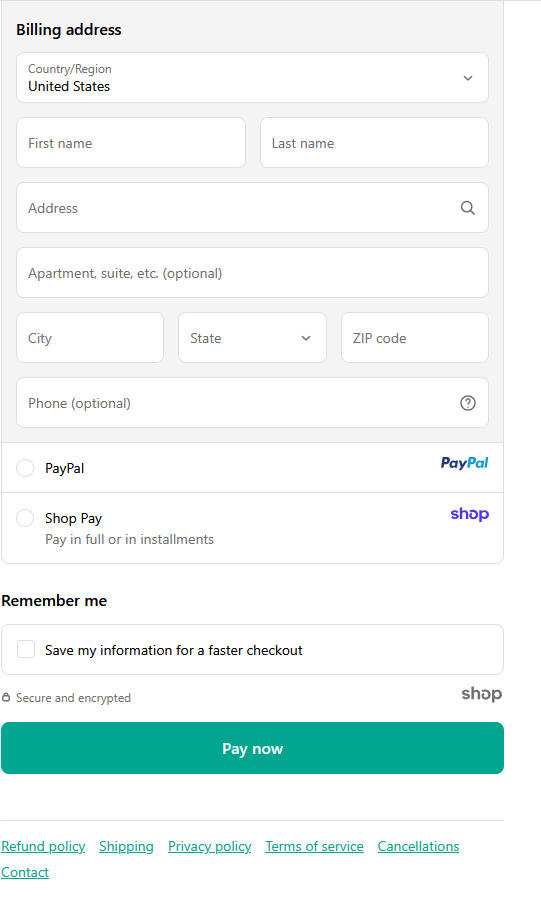 Billing address
Country/Region
United States
First name Last name
Address
Apartment, suite, etc. (optional)
City State ZIP code
Phone (optional)
PayPal PayPal
Shop Pay shop
Pay in full or in installments
Remember me
Save my information for a faster checkout
Secure and encrypted shop
Pay now
Refund policy Shipping Privacy policy Terms of service Cancellations
Contact